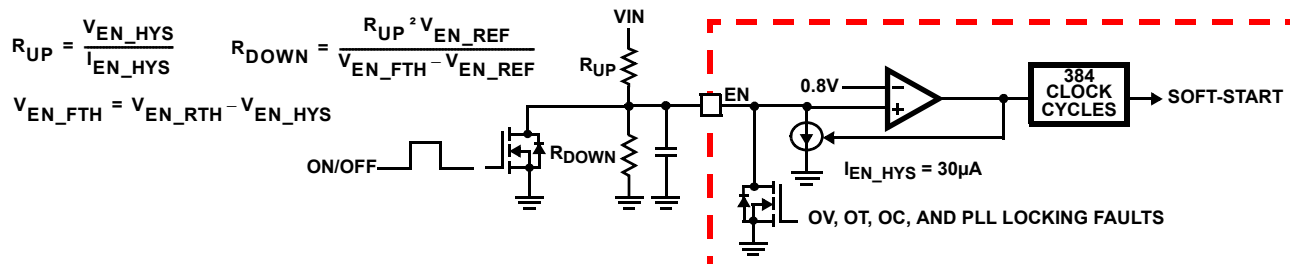 R_UP = V_EN_HYS / I_EN_HYS
R_DOWN = R_UP ² V_EN_REF / V_EN_FTH – V_EN_REF
V_EN_FTH = V_EN_RTH – V_EN_HYS
VIN
R_UP
R_DOWN
ON/OFF
EN
0.8V
−
+
384
CLOCK
CYCLES
SOFT-START
I_EN_HYS = 30µA
OV, OT, OC, AND PLL LOCKING FAULTS